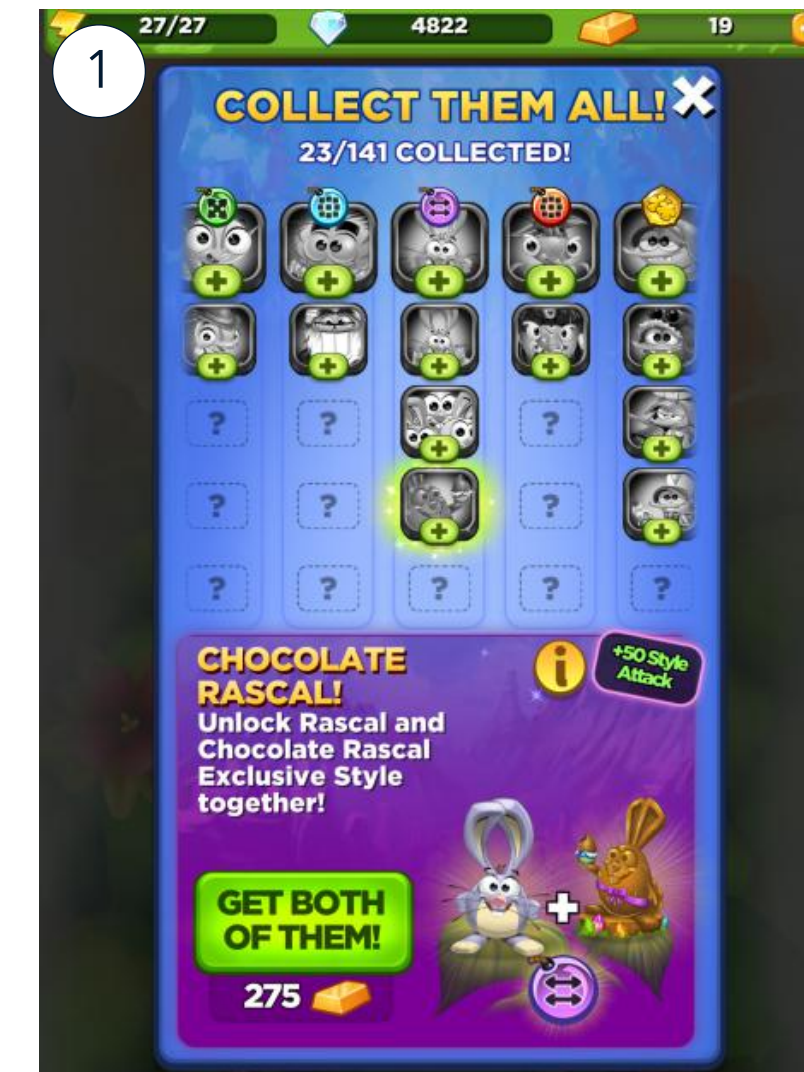 27/27 4822 19
1
COLLECT THEM ALL!
23/141 COLLECTED!
? ? ?
? ? ?
? ? ? ? ?
CHOCOLATE
RASCAL!
i
+50 Style
Attack
Unlock Rascal and
Chocolate Rascal
Exclusive Style
together!
GET BOTH
OF THEM!
275